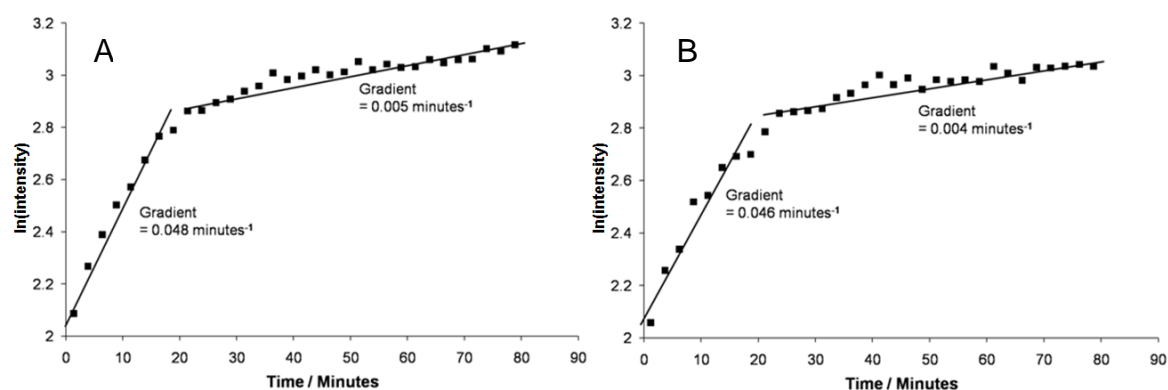 A
3.2
3
2.8
2.6
2.4
2.2
2
ln(intensity)
Gradient
= 0.005 minutes⁻¹
Gradient
= 0.048 minutes⁻¹
0 10 20 30 40 50 60 70 80 90
Time / Minutes
B
3.2
3
2.8
2.6
2.4
2.2
2
ln(intensity)
Gradient
= 0.004 minutes⁻¹
Gradient
= 0.046 minutes⁻¹
0 10 20 30 40 50 60 70 80 90
Time / Minutes